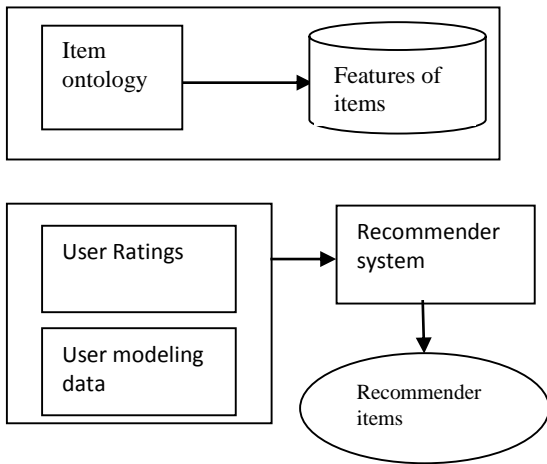 Item
ontology
Features of
items
User Ratings
Recommender
system
User modeling
data
Recommender
items